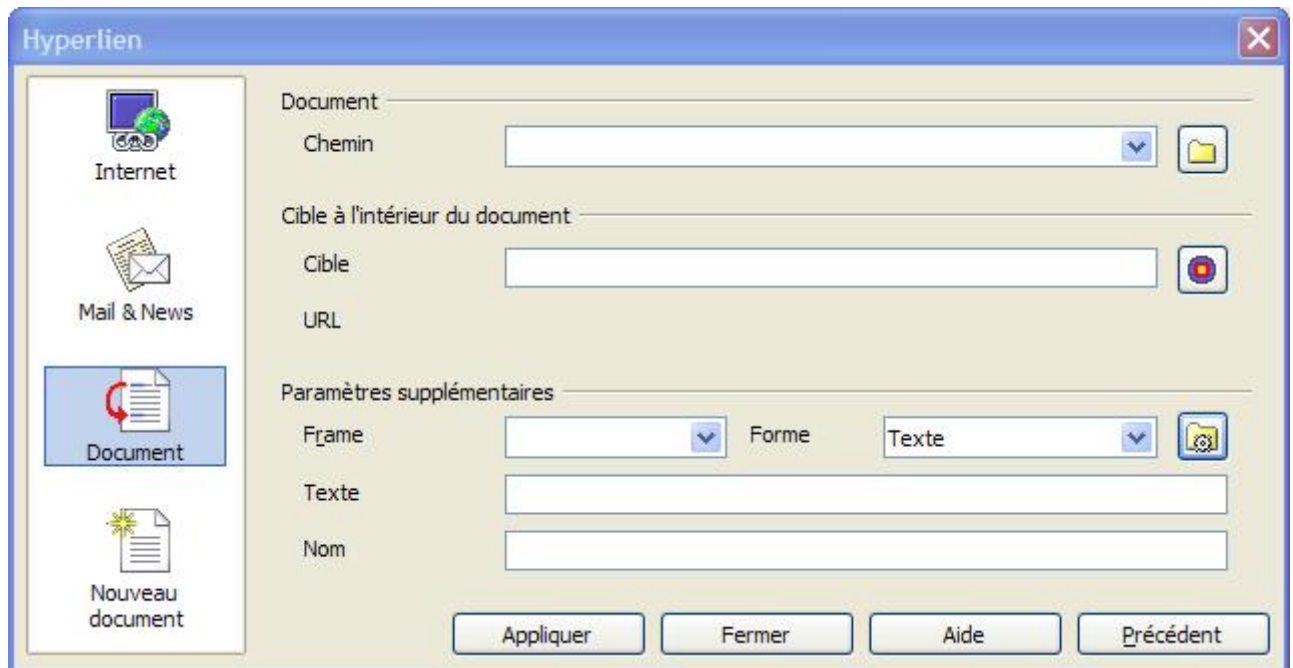 Hyperlien
Internet
Mail & News
Document
Nouveau
document
Document
Chemin
Cible à l'intérieur du document
Cible
URL
Paramètres supplémentaires
Frame
Forme
Texte
Texte
Nom
Appliquer
Fermer
Aide
Précédent